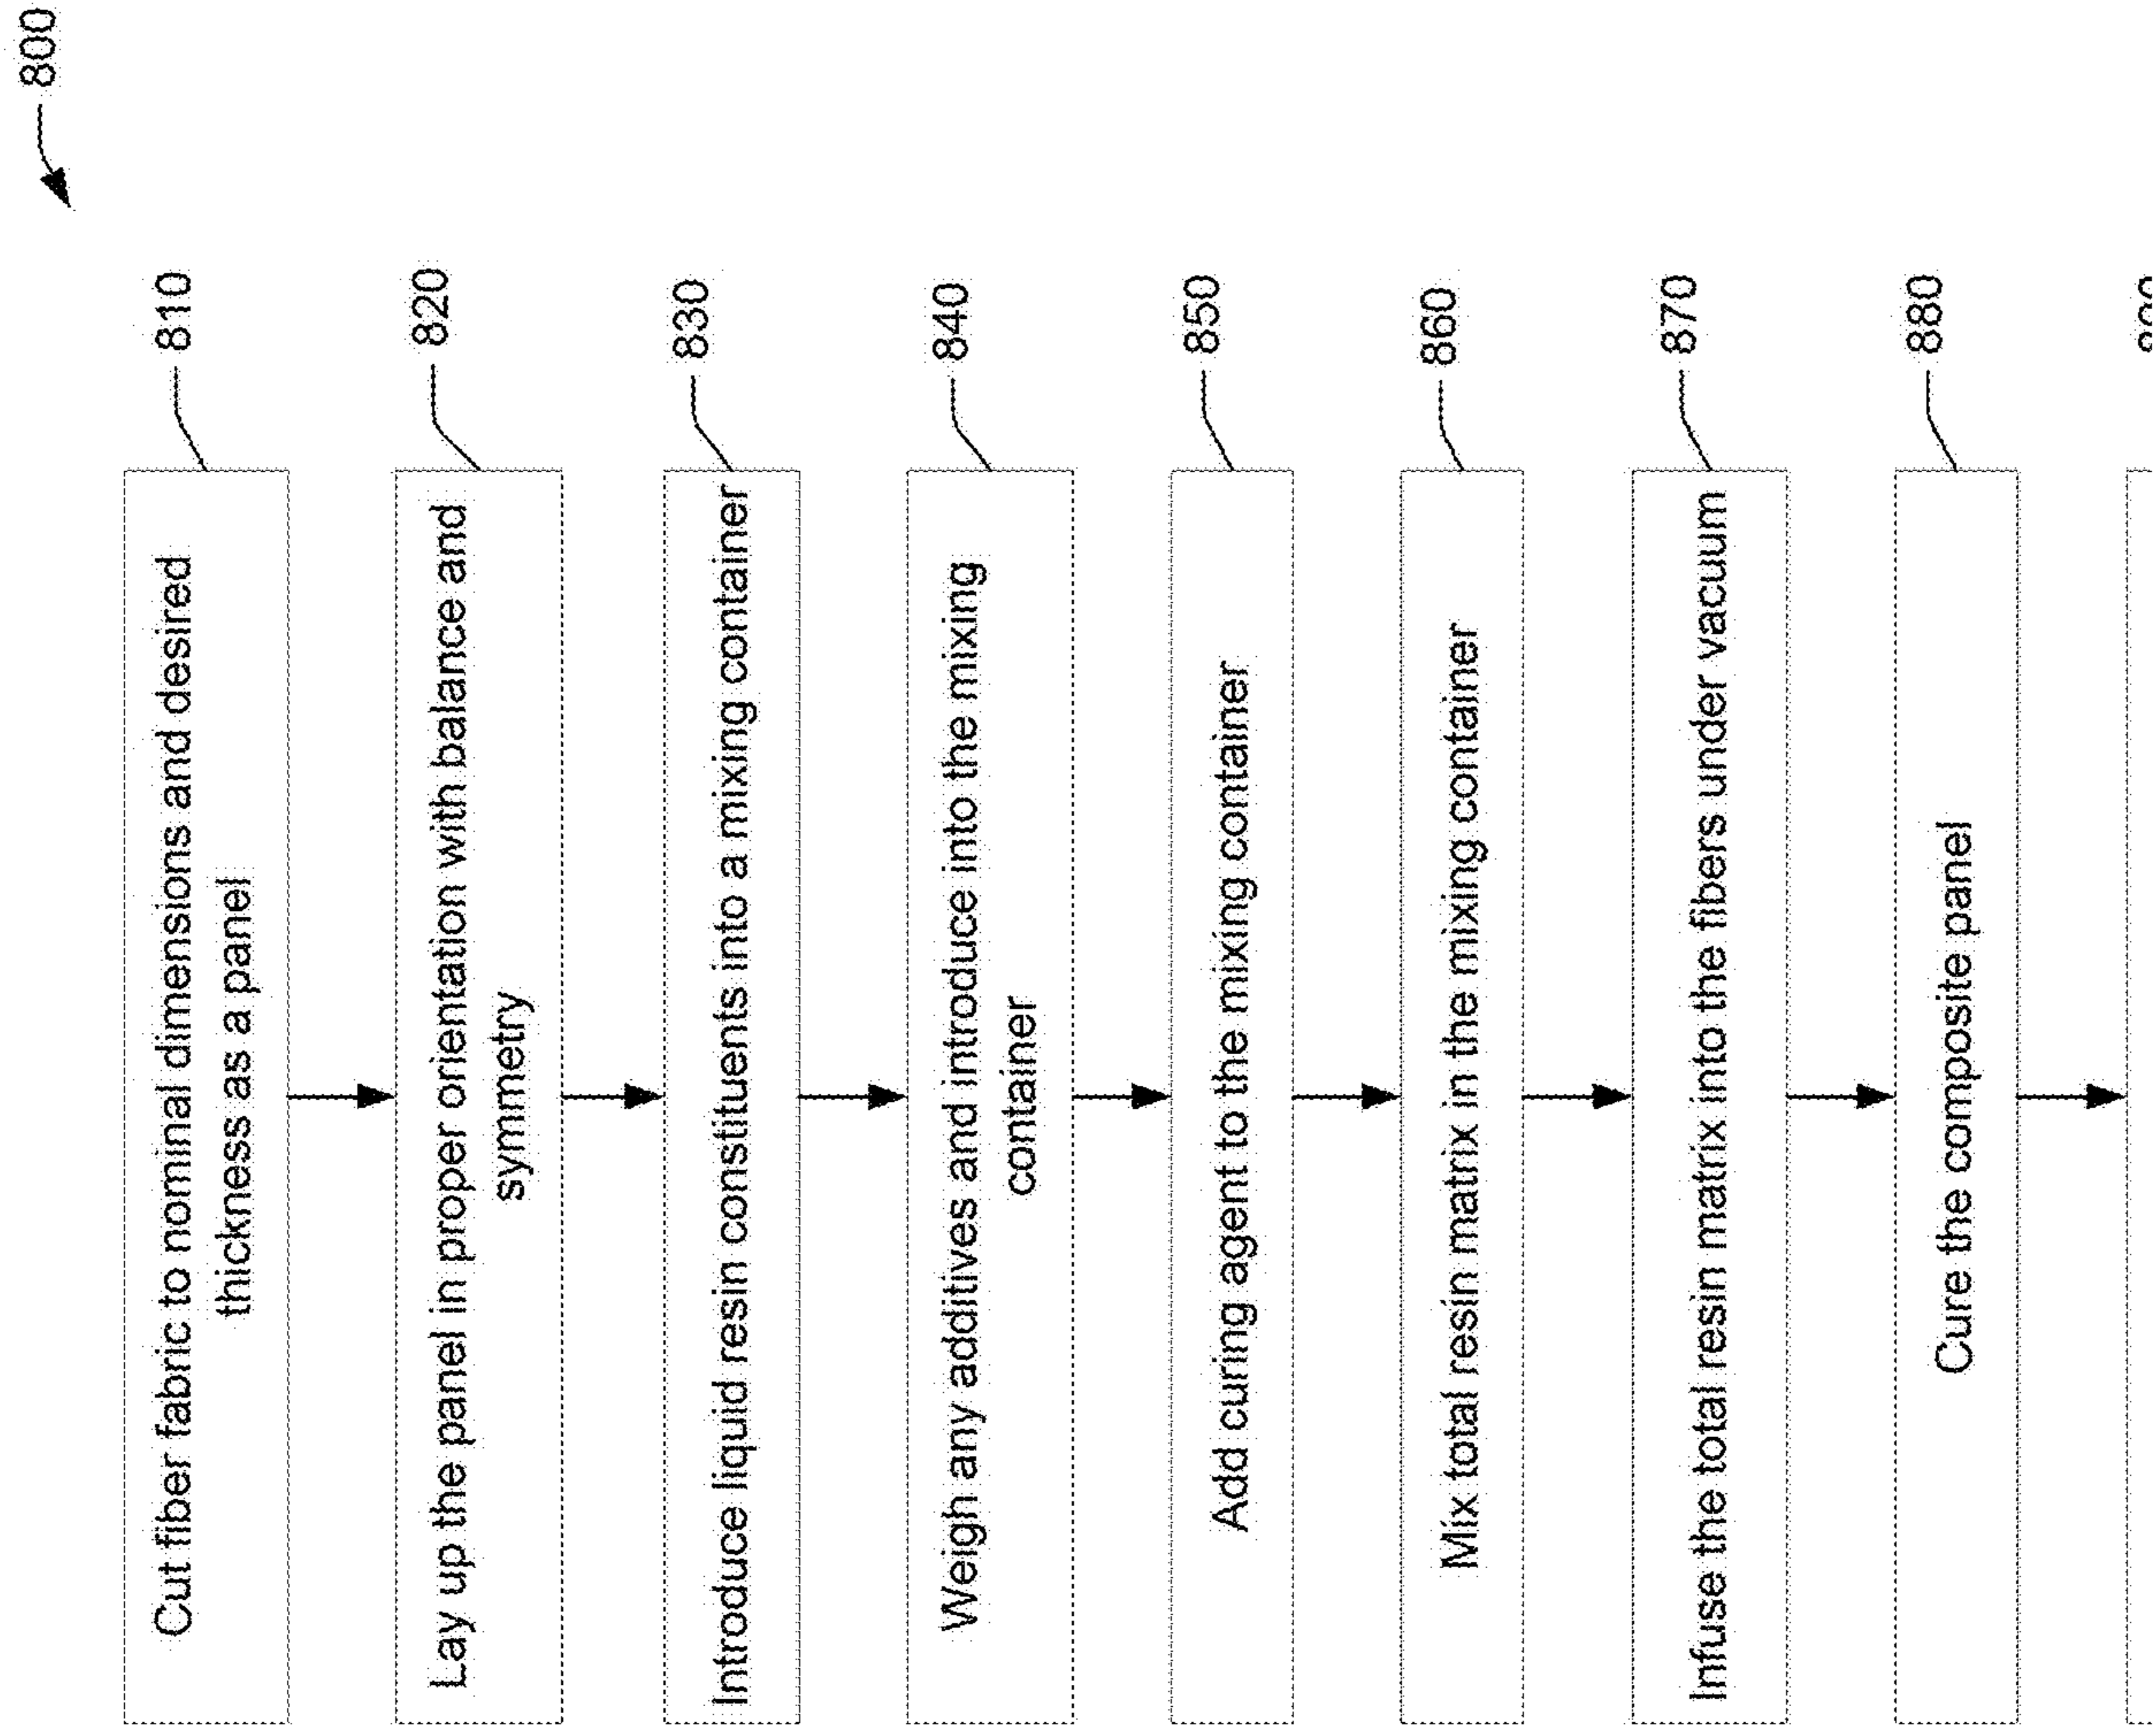 800
810
Cut fiber fabric to nominal dimensions and desired
thickness as a panel
820
Lay up the panel in proper orientation with balance and
symmetry
830
Introduce liquid resin constituents into a mixing container
840
Weigh any additives and introduce into the mixing
container
850
Add curing agent to the mixing container
860
Mix total resin matrix in the mixing container
870
Infuse the total resin matrix into the fibers under vacuum
880
Cure the composite panel